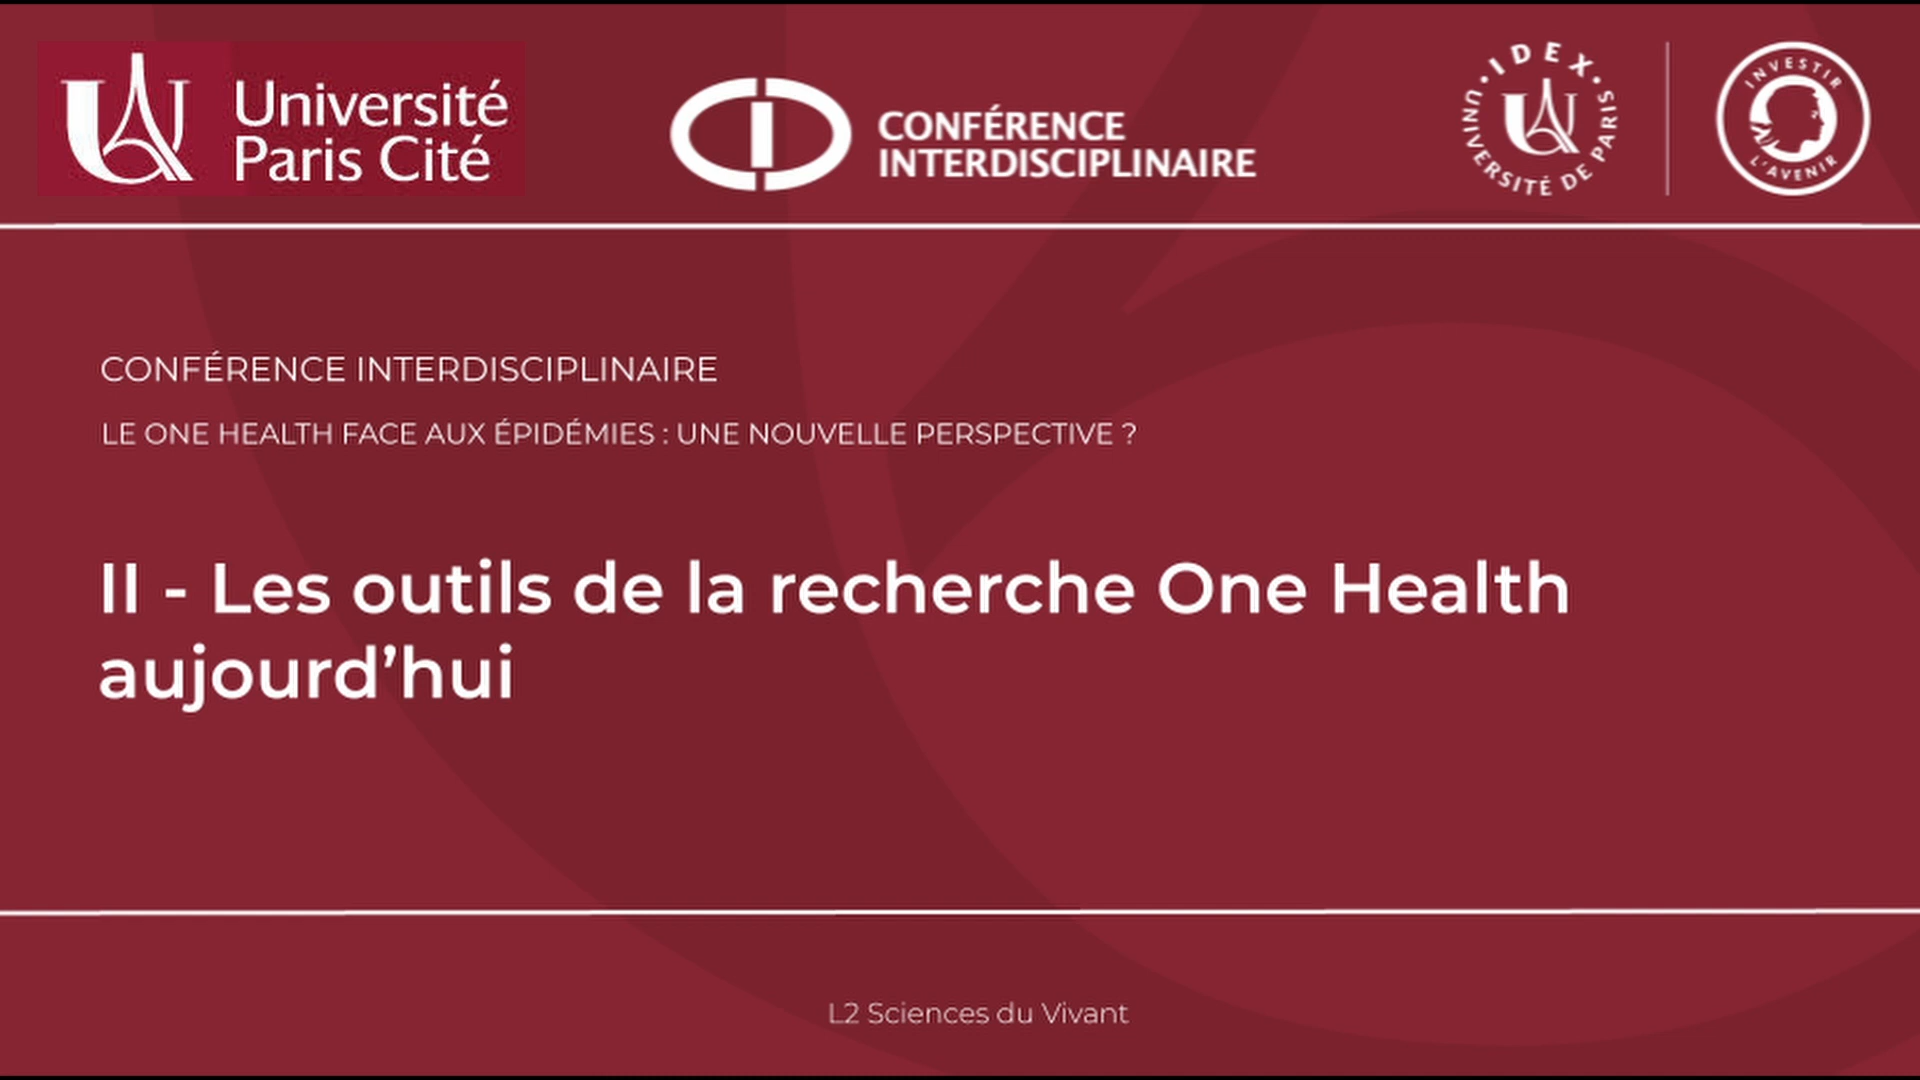 Université
Paris Cité
CONFÉRENCE
INTERDISCIPLINAIRE
• IDEX •
UNIVERSITÉ DE PARIS
INVESTIR
L'AVENIR
CONFÉRENCE INTERDISCIPLINAIRE
LE ONE HEALTH FACE AUX ÉPIDÉMIES : UNE NOUVELLE PERSPECTIVE ?
II - Les outils de la recherche One Health
aujourd’hui
L2 Sciences du Vivant